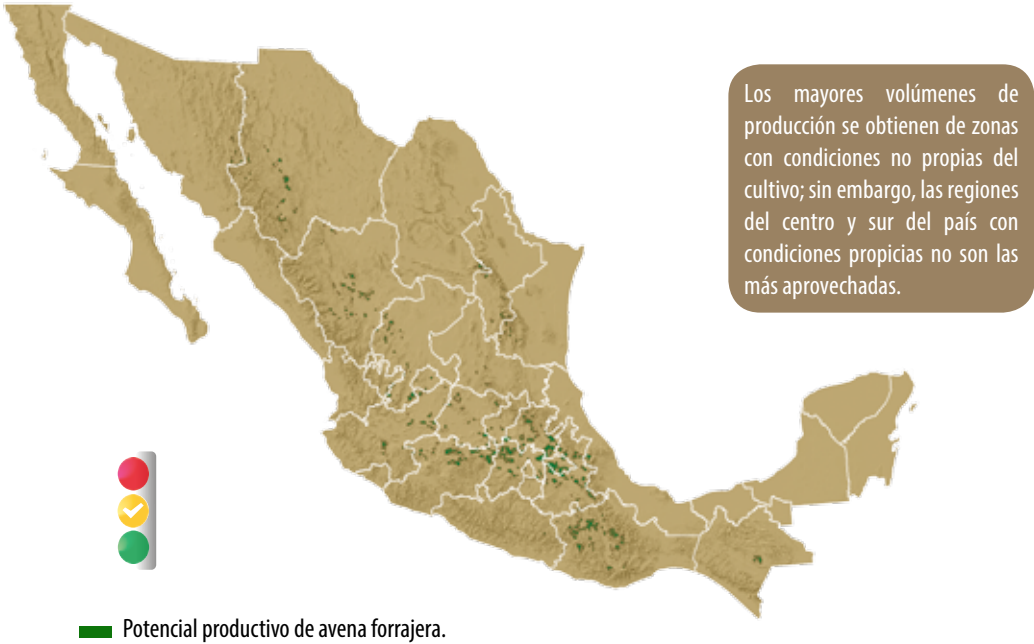 Los mayores volúmenes de
producción se obtienen de zonas
con condiciones no propias del
cultivo; sin embargo, las regiones
del centro y sur del país con
condiciones propicias no son las
más aprovechadas.
Potencial productivo de avena forrajera.